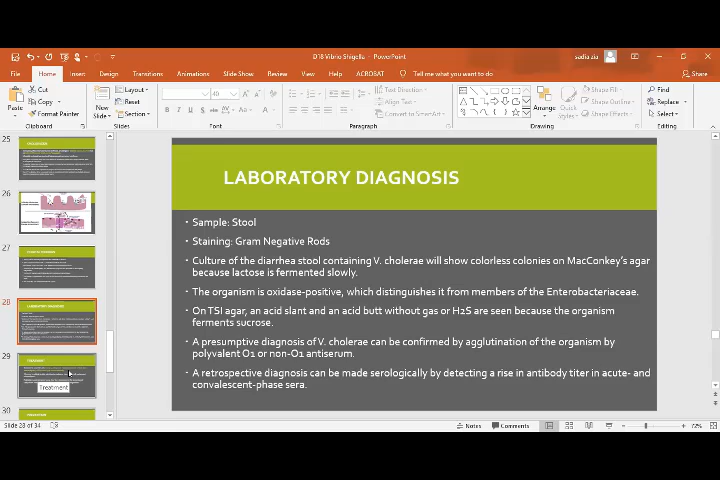 D18 Vibrio Shigella - PowerPoint
sadia zia
File Home Insert Design Transitions Animations Slide Show Review View Help ACROBAT Tell me what you want to do Share
Paste
Cut
Copy
Format Painter
Clipboard
New
Slide
Layout
Reset
Section
Slides
40
Font
Text Direction
Align Text
Convert to SmartArt
Paragraph
Arrange
Quick
Styles
Shape Fill
Shape Outline
Shape Effects
Drawing
Find
Replace
Select
Editing
25
26
27
28
LABORATORY DIAGNOSIS
29
TREATMENT
Treatment
30
LABORATORY DIAGNOSIS
• Sample: Stool
• Staining: Gram Negative Rods
• Culture of the diarrhea stool containing V. cholerae will show colorless colonies on MacConkey's agar
because lactose is fermented slowly.
• The organism is oxidase-positive, which distinguishes it from members of the Enterobacteriaceae.
• On TSI agar, an acid slant and an acid butt without gas or H2S are seen because the organism
ferments sucrose.
• A presumptive diagnosis of V. cholerae can be confirmed by agglutination of the organism by
polyvalent O1 or non-O1 antiserum.
• A retrospective diagnosis can be made serologically by detecting a rise in antibody titer in acute- and
convalescent-phase sera.
Slide 28 of 34
Notes
Comments
72%